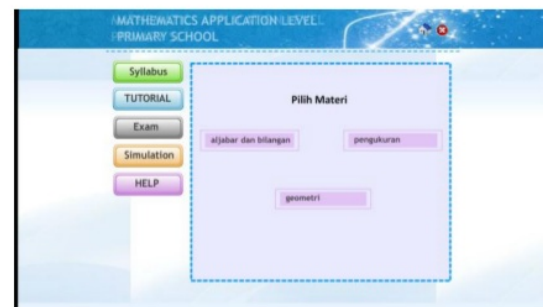 MATHEMATICS APPLICATION LEVEL
PRIMARY SCHOOL
Syllabus
TUTORIAL
Exam
Simulation
HELP
Pilih Materi
aljabar dan bilangan
pengukuran
geometri